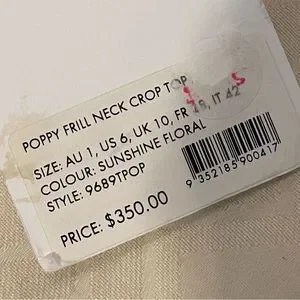 POPPY FRILL NECK CROP TOP
S
SIZE: AU 1, US 6, UK 10, FR 38, IT 42
COLOUR: SUNSHINE FLORAL
STYLE: 9689TPOP
9 352185 900417
PRICE: $350.00